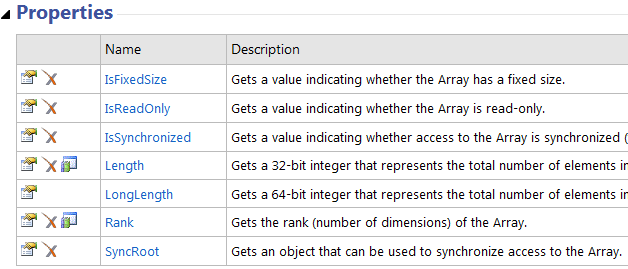 Properties
Name Description
IsFixedSize Gets a value indicating whether the Array has a fixed size.
IsReadOnly Gets a value indicating whether the Array is read-only.
IsSynchronized Gets a value indicating whether access to the Array is synchronized (
Length Gets a 32-bit integer that represents the total number of elements in
LongLength Gets a 64-bit integer that represents the total number of elements in
Rank Gets the rank (number of dimensions) of the Array.
SyncRoot Gets an object that can be used to synchronize access to the Array.